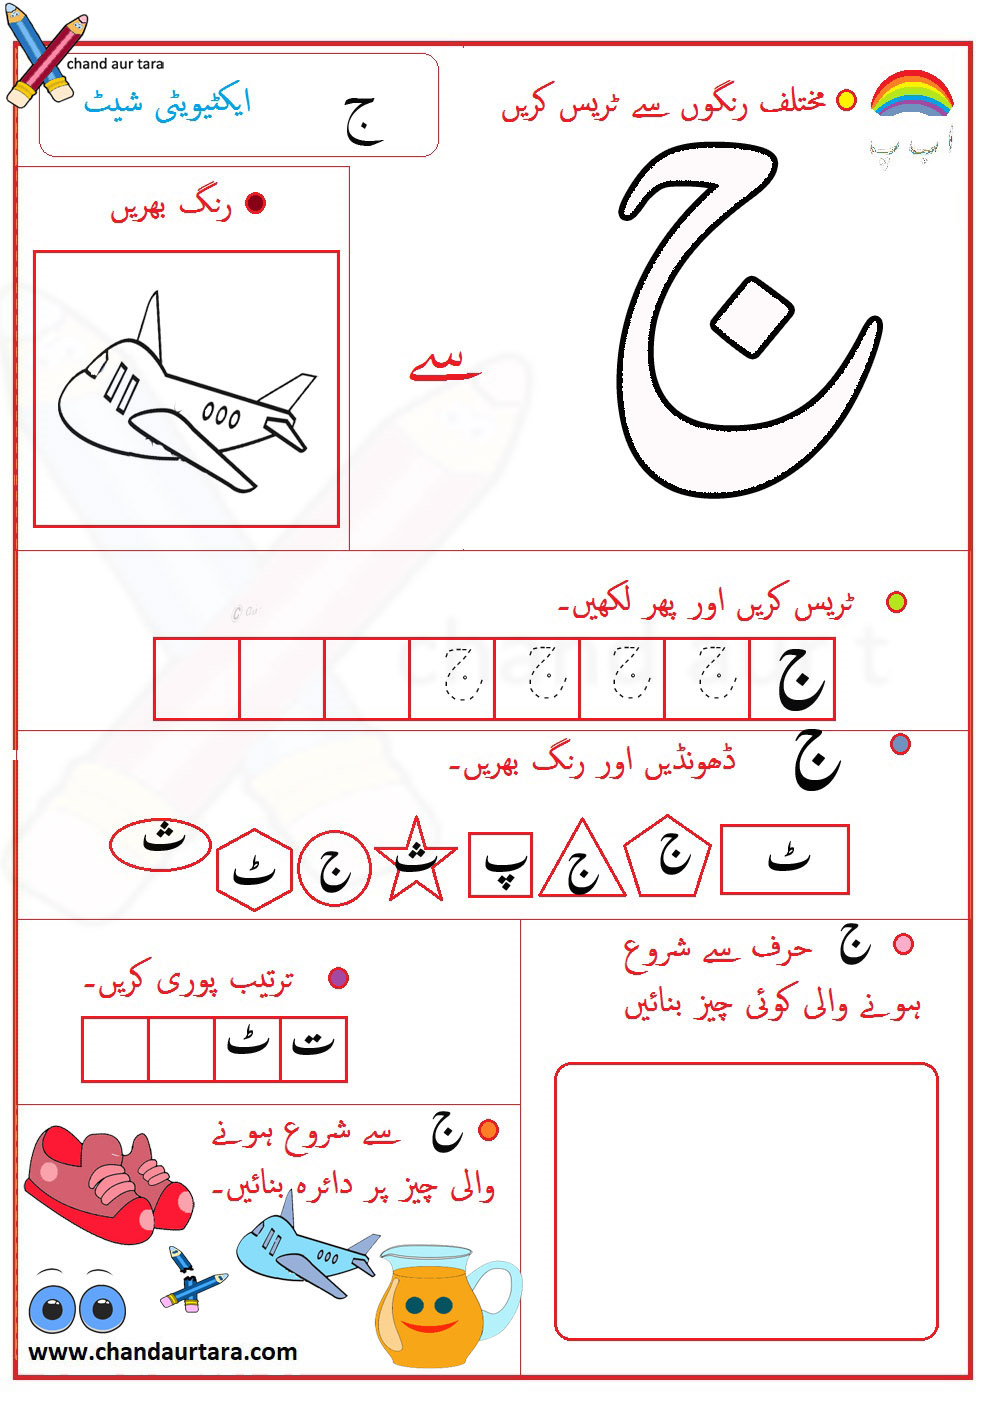 chand aur tara
ایکٹیویٹی شیٹ ج
مختلف رنگوں سے ٹریس کریں
ا پ پ
ج
رنگ بھریں
سے
ٹریس کریں اور پھر لکھیں۔
ج ج ج ج ج
ج ڈھونڈیں اور رنگ بھریں۔
ٹ ج ج پ ث ج ٹ ث
ج حرف سے شروع
ہونے والی کوئی چیز بنائیں
ترتیب پوری کریں۔
ت ٹ
ج سے شروع ہونے
والی چیز پر دائرہ بنائیں۔
www.chandaurtara.com